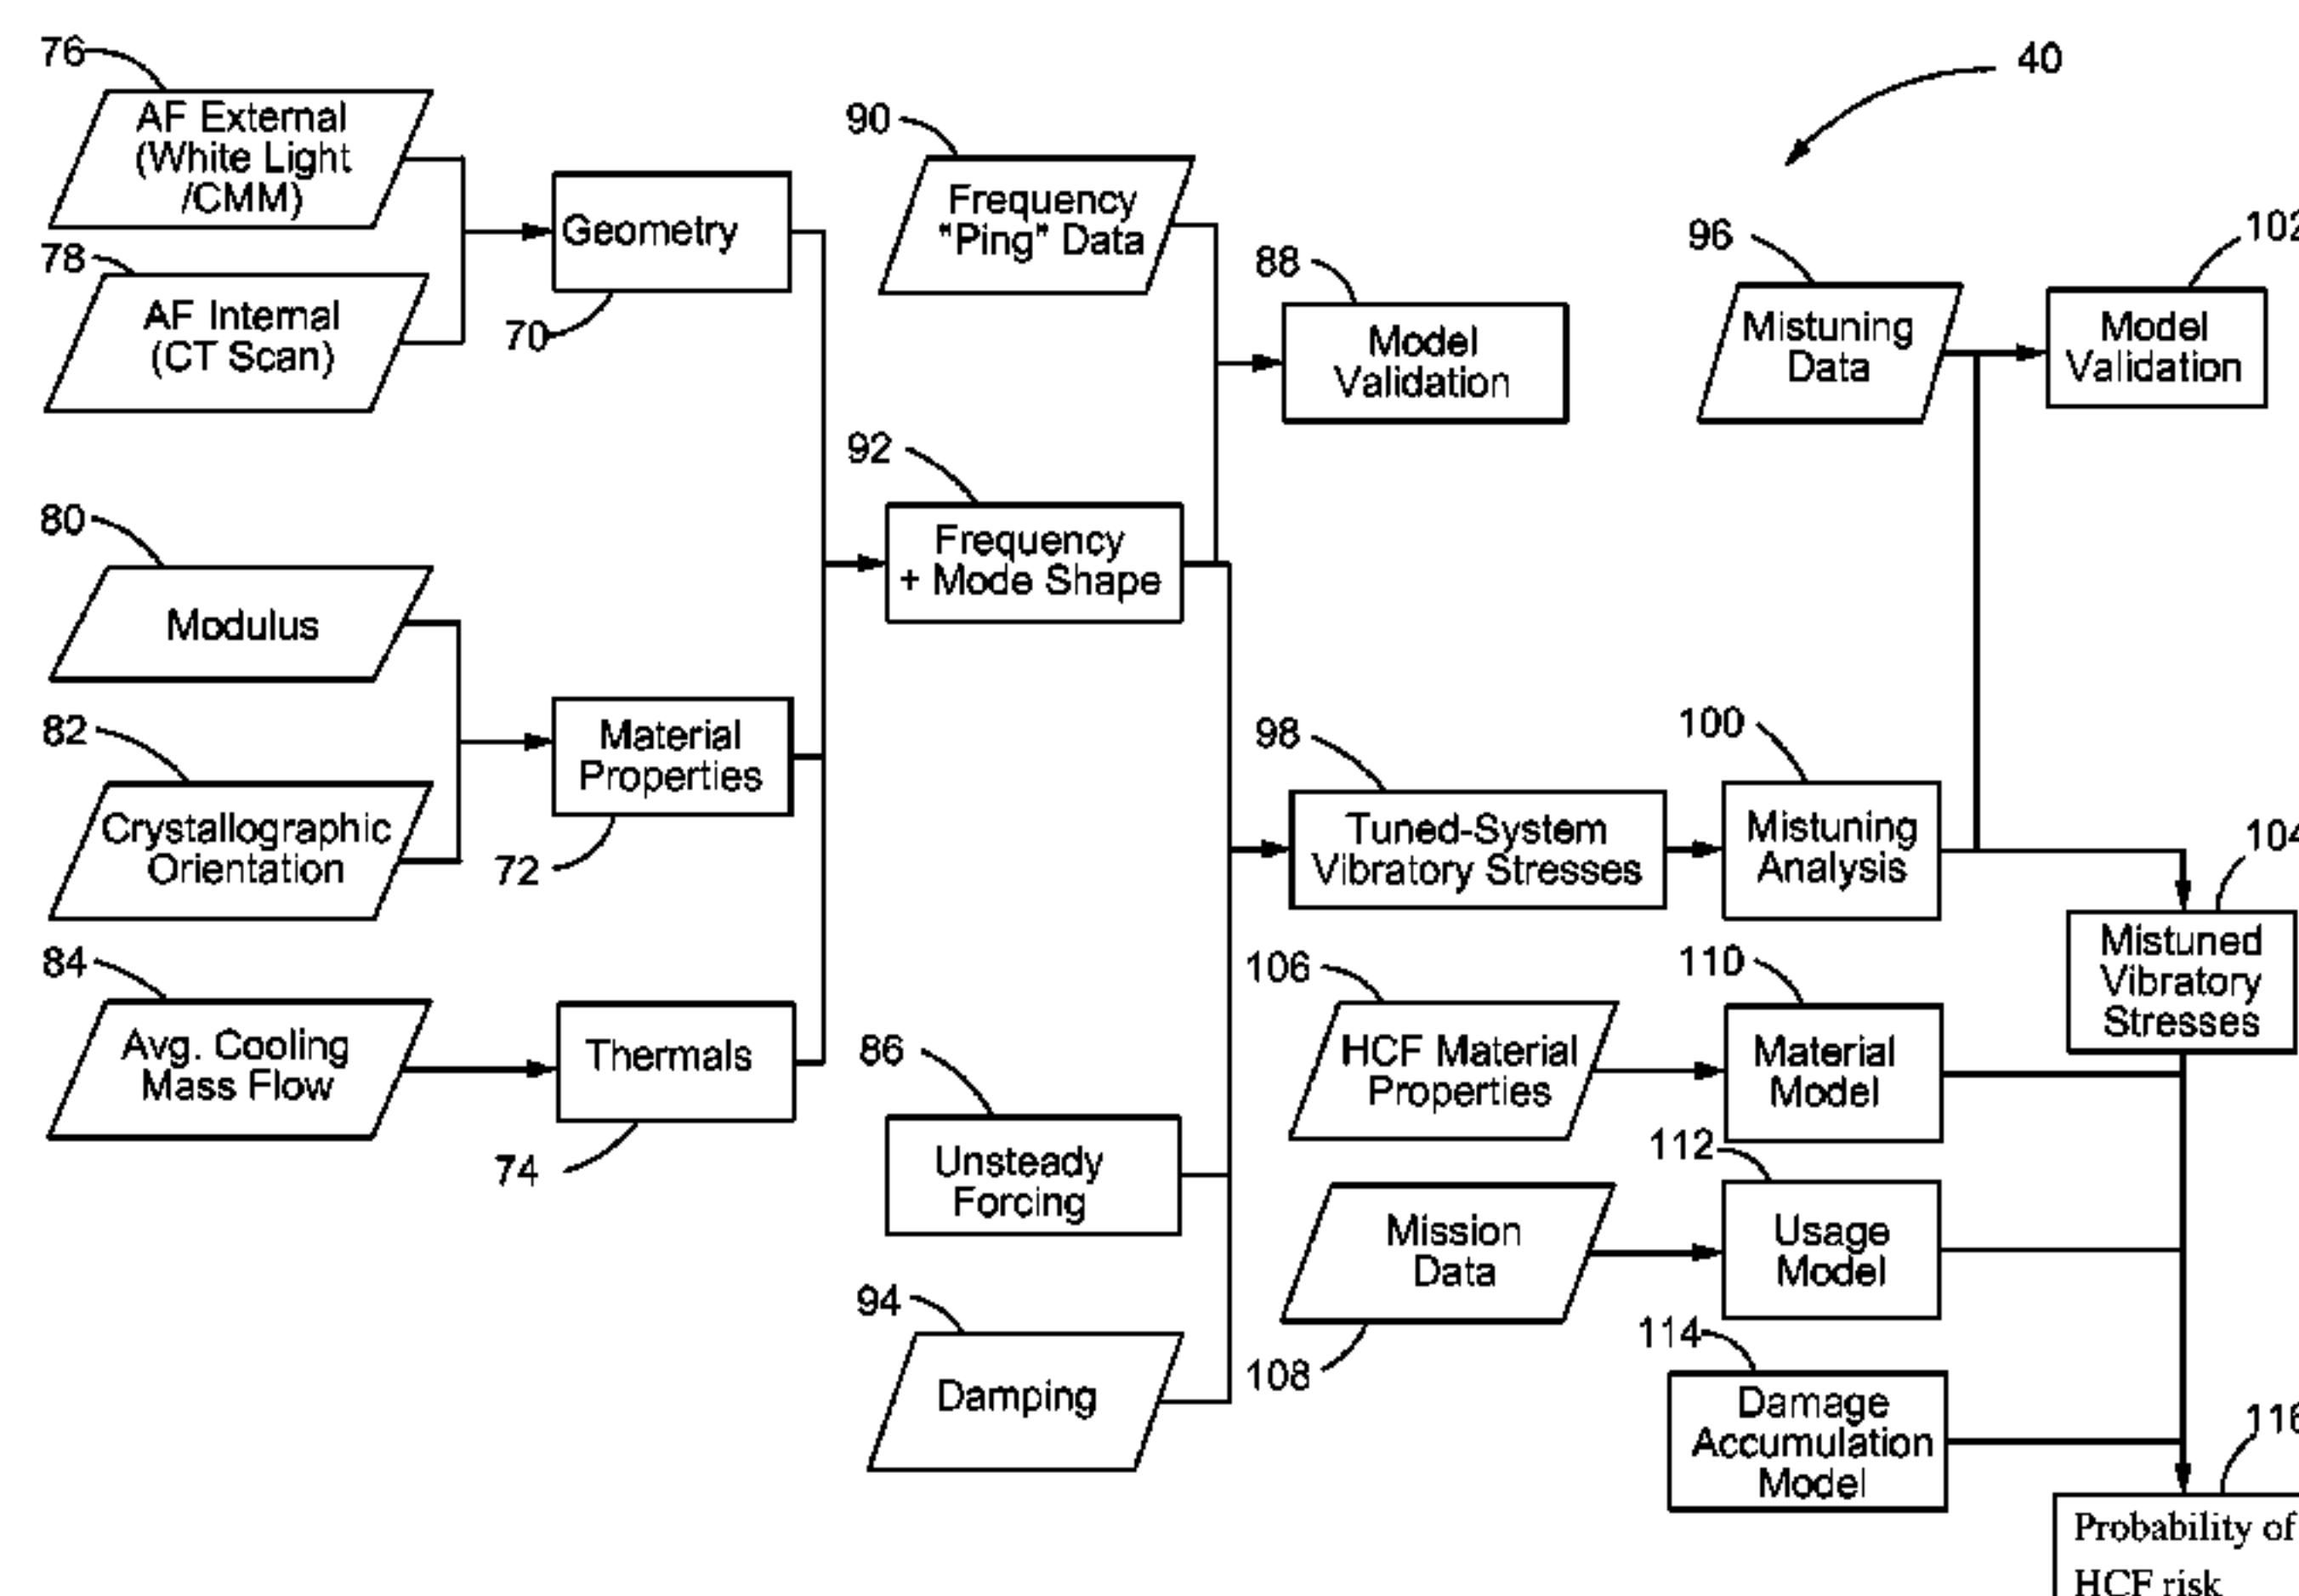 76
AF External
(White Light
/CMM)
78
AF Internal
(CT Scan)
Geometry
70
80
Modulus
82
Crystallographic
Orientation
Material
Properties
72
84
Avg. Cooling
Mass Flow
Thermals
74
90
Frequency
"Ping" Data
88
Model
Validation
92
Frequency
+ Mode Shape
86
Unsteady
Forcing
94
Damping
40
96
Mistuning
Data
102
Model
Validation
98
Tuned-System
Vibratory Stresses
100
Mistuning
Analysis
104
Mistuned
Vibratory
Stresses
106
HCF Material
Properties
110
Material
Model
108
Mission
Data
112
Usage
Model
114
Damage
Accumulation
Model
116
Probability of
HCF risk